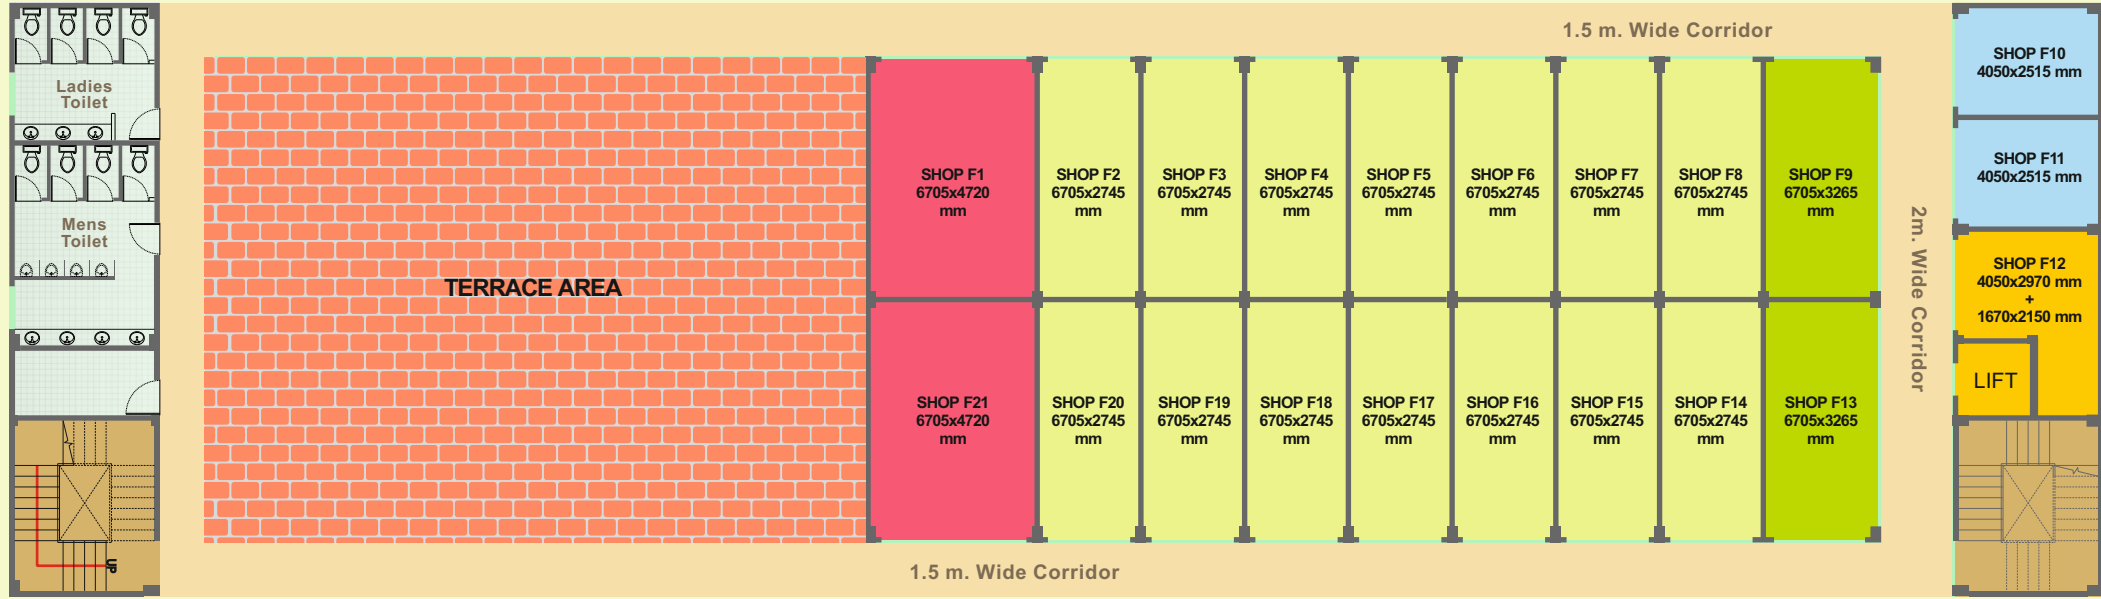 1.5 m. Wide Corridor
Ladies
Toilet
Mens
Toilet
UP
TERRACE AREA
SHOP F1
6705x4720
mm
SHOP F2
6705x2745
mm
SHOP F3
6705x2745
mm
SHOP F4
6705x2745
mm
SHOP F5
6705x2745
mm
SHOP F6
6705x2745
mm
SHOP F7
6705x2745
mm
SHOP F8
6705x2745
mm
SHOP F9
6705x3265
mm
SHOP F21
6705x4720
mm
SHOP F20
6705x2745
mm
SHOP F19
6705x2745
mm
SHOP F18
6705x2745
mm
SHOP F17
6705x2745
mm
SHOP F16
6705x2745
mm
SHOP F15
6705x2745
mm
SHOP F14
6705x2745
mm
SHOP F13
6705x3265
mm
2m. Wide Corridor
SHOP F10
4050x2515 mm
SHOP F11
4050x2515 mm
SHOP F12
4050x2970 mm
+
1670x2150 mm
LIFT
1.5 m. Wide Corridor